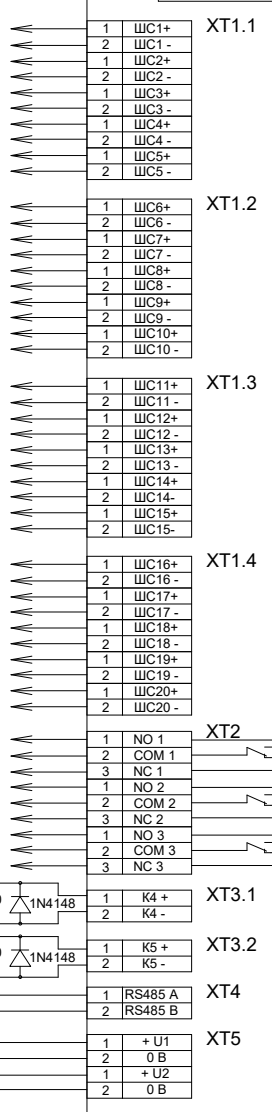 XT1.1
1 ШС1+
2 ШС1 -
1 ШС2+
2 ШС2 -
1 ШС3+
2 ШС3 -
1 ШС4+
2 ШС4 -
1 ШС5+
2 ШС5 -
XT1.2
1 ШС6+
2 ШС6 -
1 ШС7+
2 ШС7 -
1 ШС8+
2 ШС8 -
1 ШС9+
2 ШС9 -
1 ШС10+
2 ШС10 -
XT1.3
1 ШС11+
2 ШС11 -
1 ШС12+
2 ШС12 -
1 ШС13+
2 ШС13 -
1 ШС14+
2 ШС14-
1 ШС15+
2 ШС15-
XT1.4
1 ШС16+
2 ШС16 -
1 ШС17+
2 ШС17 -
1 ШС18+
2 ШС18 -
1 ШС19+
2 ШС19 -
1 ШС20+
2 ШС20 -
XT2
1 NO 1
2 COM 1
3 NC 1
1 NO 2
2 COM 2
3 NC 2
1 NO 3
2 COM 3
3 NC 3
XT3.1
1N4148
1 К4 +
2 К4 -
XT3.2
1N4148
1 К5 +
2 К5 -
XT4
1 RS485 A
2 RS485 B
XT5
1 + U1
2 0 В
1 + U2
2 0 В